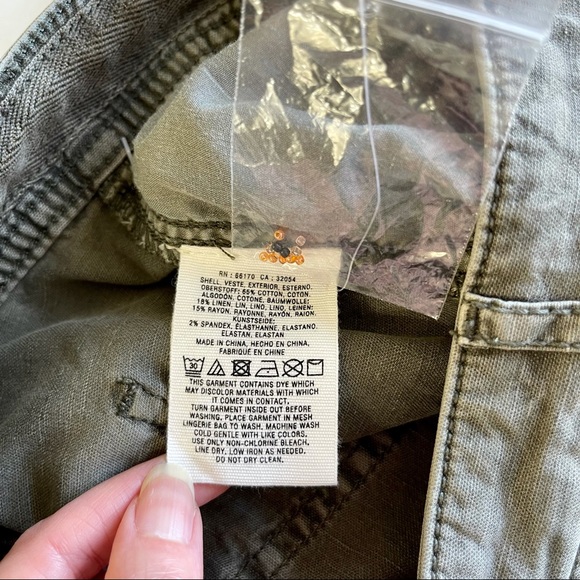 RN : 66170 CA : 32054
SHELL, VESTE, EXTERIOR, ESTERNO,
OBERSTOFF: 65% COTTON, COTON,
ALGODÓN, COTONE, BAUMWOLLE;
18% LINEN, LIN, LINO, LINO, LEINEN;
15% RAYON, RAYONNE, RAYÓN, RAION,
KUNSTSEIDE;
2% SPANDEX, ÉLASTHANNE, ELASTANO,
ELASTAN, ELASTAN
MADE IN CHINA, HECHO EN CHINA,
FABRIQUÉ EN CHINE
30
THIS GARMENT CONTAINS DYE WHICH
MAY DISCOLOR MATERIALS WITH WHICH
IT COMES IN CONTACT.
TURN GARMENT INSIDE OUT BEFORE
WASHING. PLACE GARMENT IN MESH
LINGERIE BAG TO WASH. MACHINE WASH
COLD GENTLE WITH LIKE COLORS.
USE ONLY NON-CHLORINE BLEACH.
LINE DRY. LOW IRON AS NEEDED.
DO NOT DRY CLEAN.